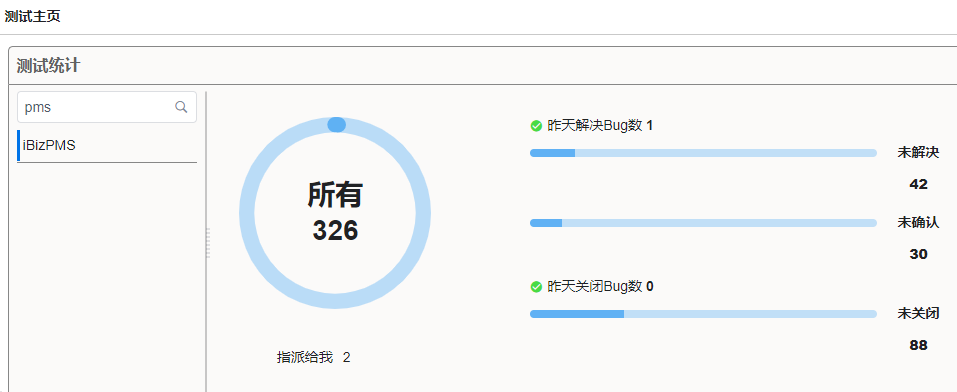 测试主页
测试统计
pms
iBizPMS
所有
326
指派给我 2
昨天解决Bug数 1
未解决
42
未确认
30
昨天关闭Bug数 0
未关闭
88